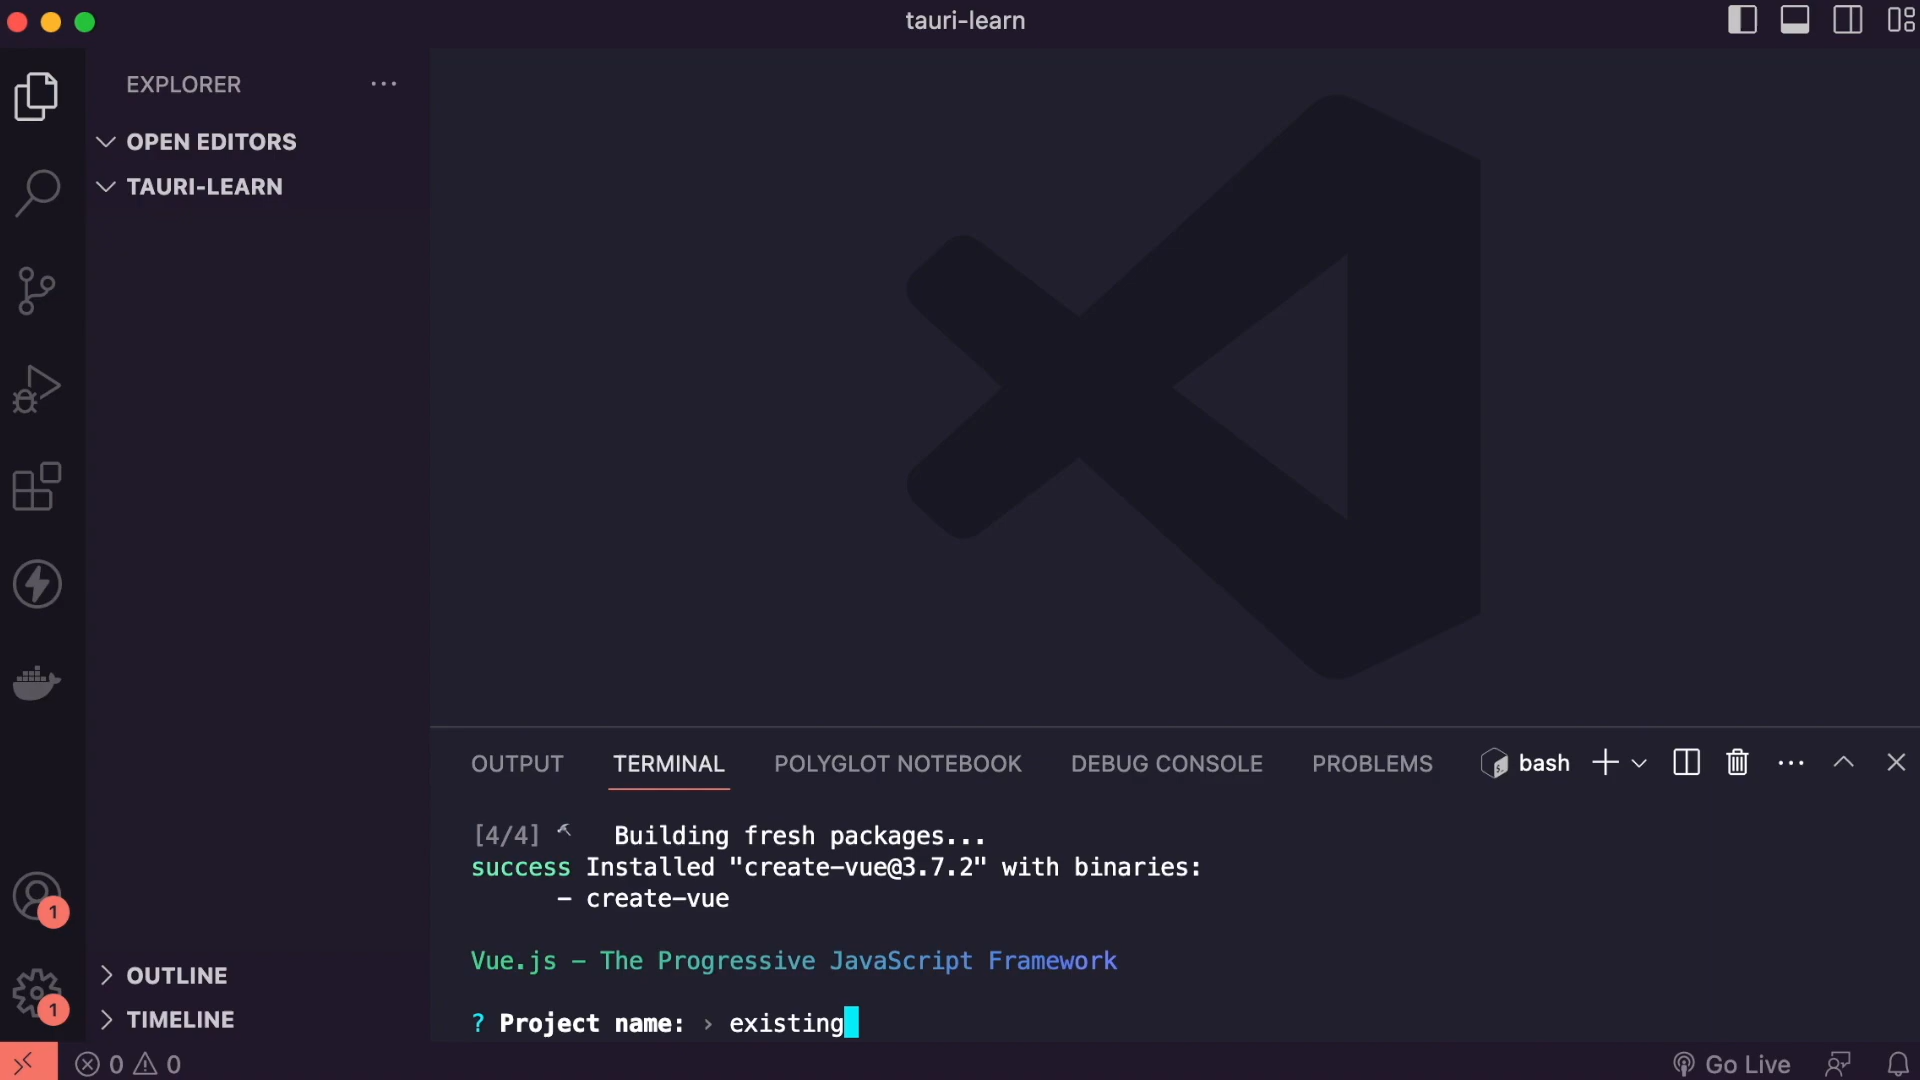 tauri-learn
EXPLORER
OPEN EDITORS
TAURI-LEARN
OUTPUT TERMINAL POLYGLOT NOTEBOOK DEBUG CONSOLE PROBLEMS bash
[4/4] Building fresh packages...
success Installed "create-vue@3.7.2" with binaries:
- create-vue
Vue.js - The Progressive JavaScript Framework
? Project name: › existing
1
1
OUTLINE
TIMELINE
0 0
Go Live